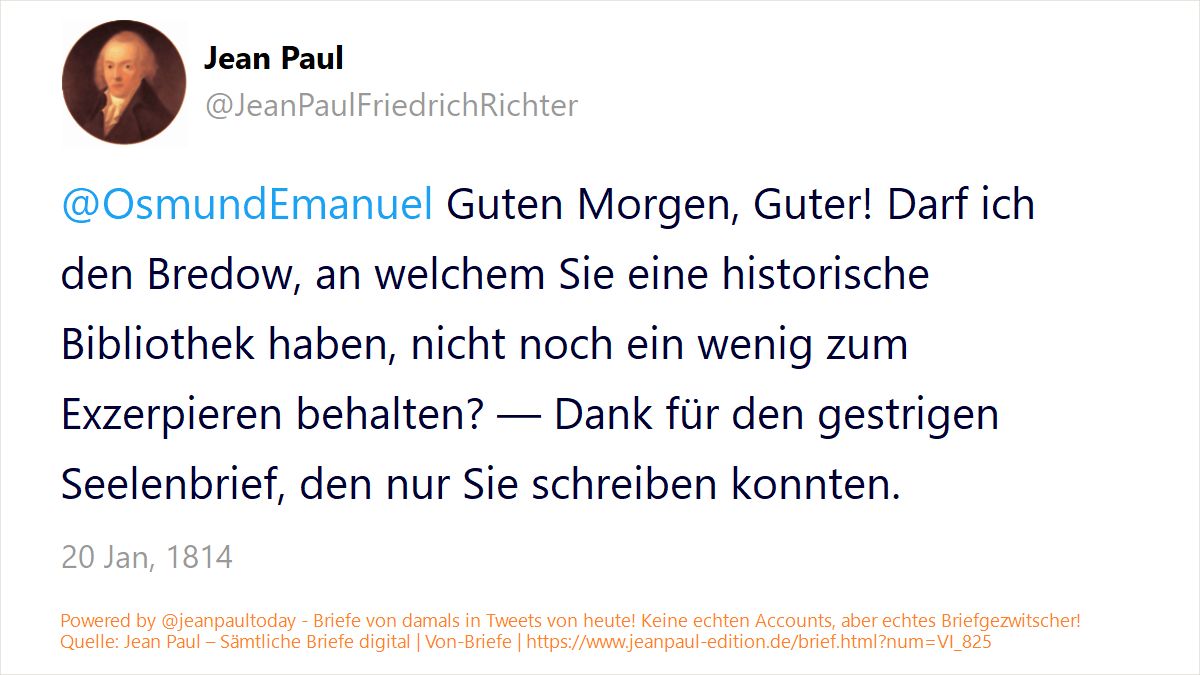 Jean Paul
@JeanPaulFriedrichRichter
@OsmundEmanuel Guten Morgen, Guter! Darf ich
den Bredow, an welchem Sie eine historische
Bibliothek haben, nicht noch ein wenig zum
Exzerpieren behalten? — Dank für den gestrigen
Seelenbrief, den nur Sie schreiben konnten.
20 Jan, 1814
Powered by @jeanpaultoday - Briefe von damals in Tweets von heute! Keine echten Accounts, aber echtes Briefgezwitscher!
Quelle: Jean Paul – Sämtliche Briefe digital | Von-Briefe | https://www.jeanpaul-edition.de/brief.html?num=VI_825